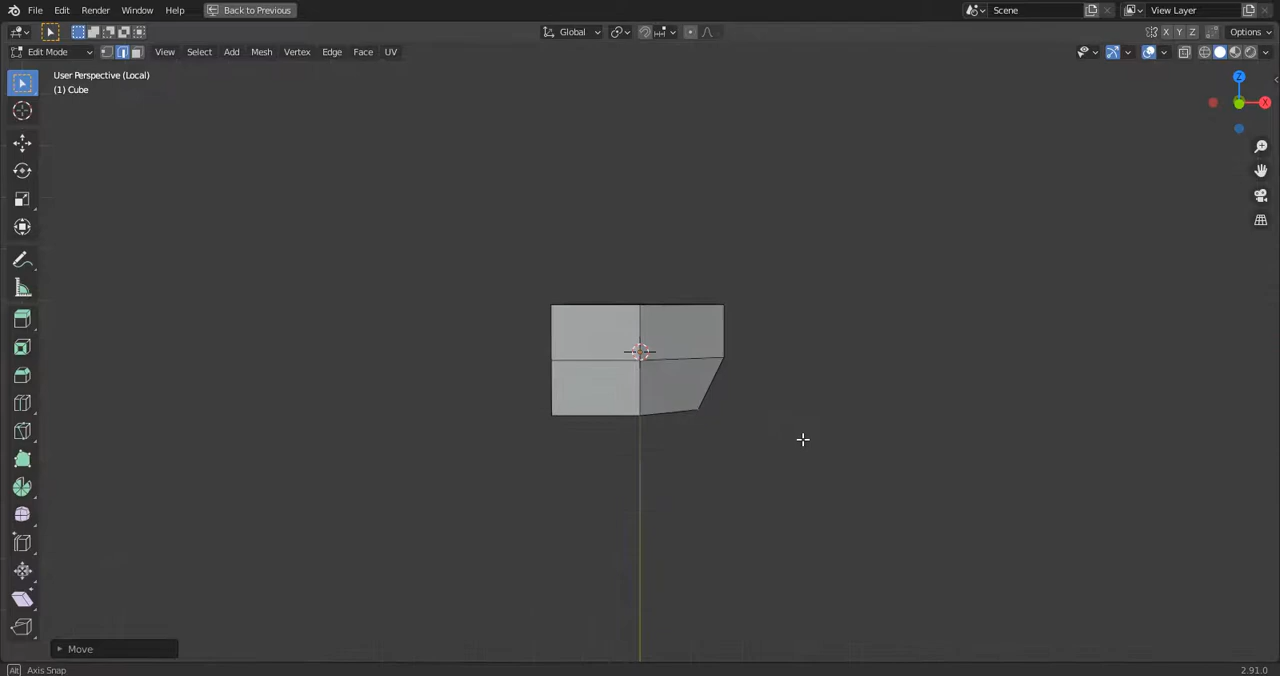 File Edit Render Window Help Back to Previous Scene View Layer
Global X Y Z Options
Edit Mode View Select Add Mesh Vertex Edge Face UV
User Perspective (Local)
(1) Cube
Z
X
Move
Alt Axis Snap 2.91.0